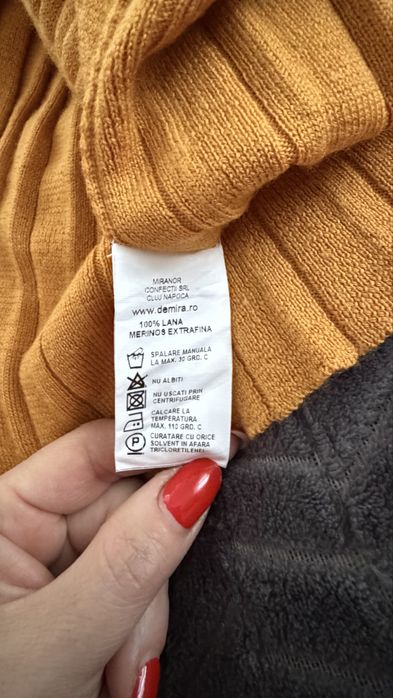 MIRANOR
CONFECTII SRL
CLUJ NAPOCA
www.demira.ro
100% LANA
MERINOS EXTRAFINA
SPALARE MANUALA
LA MAX. 30 GRD. C
NU ALBITI
NU USCATI PRIN
CENTRIFUGARE
CALCARE LA
TEMPERATURA
MAX. 110 GRD. C
P
CURATARE CU ORICE
SOLVENT IN AFARA
TRICLORETILENEI